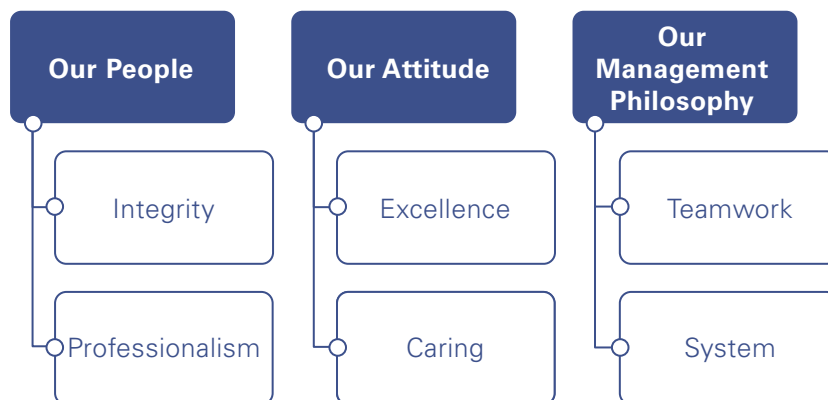 Our People
Integrity
Professionalism
Our Attitude
Excellence
Caring
Our
Management
Philosophy
Teamwork
System